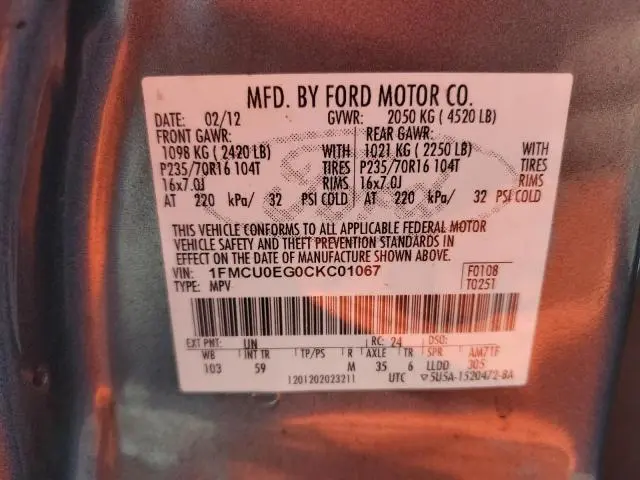 MFD. BY FORD MOTOR CO.
DATE: 02/12 GVWR: 2050 KG ( 4520 LB)
FRONT GAWR: REAR GAWR:
1098 KG ( 2420 LB) WITH 1021 KG ( 2250 LB) WITH
P235/70R16 104T TIRES P235/70R16 104T TIRES
16x7.0J RIMS 16x7.0J RIMS
AT 220 kPa/ 32 PSI COLD AT 220 kPa/ 32 PSI COLD
THIS VEHICLE CONFORMS TO ALL APPLICABLE FEDERAL MOTOR
VEHICLE SAFETY AND THEFT PREVENTION STANDARDS IN
EFFECT ON THE DATE OF MANUFACTURE SHOWN ABOVE.
VIN: 1FMCU0EG0CKC01067 F0108
TYPE: MPV T0251
EXT PNT: UN RC: 24 DSO:
WB INT TR TP/PS R AXLE TR SPR AM7TF
103 59 M 35 6 LLDD 305
1201202023211 UTC ▽5USA-1520472-BA